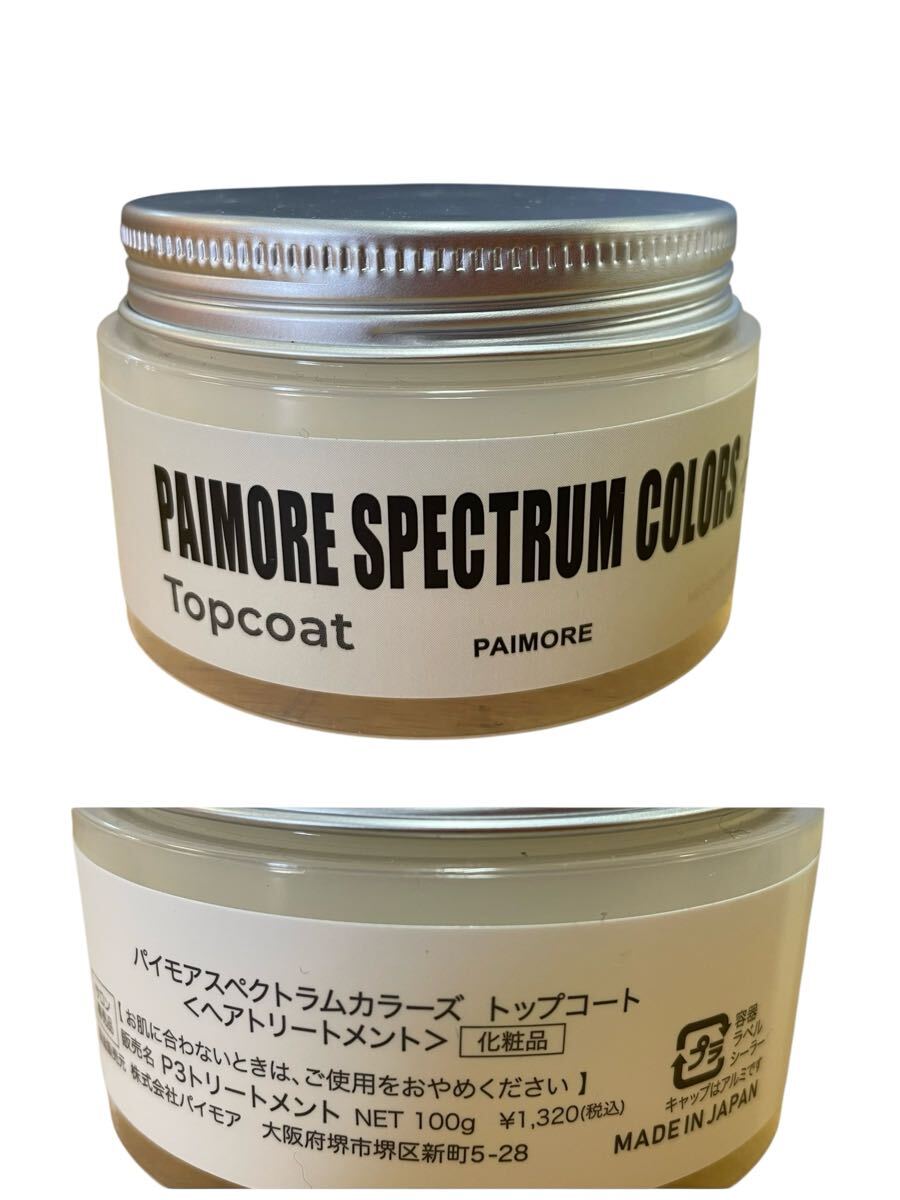 PAIMORE SPECTRUM COLORS
Topcoat
PAIMORE
パイモアスペクトラムカラーズ トップコート
<ヘアトリートメント> 化粧品
【お肌に合わないときは、ご使用をおやめください】
販売名 P3トリートメント NET 100g ¥1,320(税込)
株式会社パイモア 大阪府堺市堺区新町5-28
プラ
容器
ラベル
シーラー
キャップはアルミです
MADE IN JAPAN